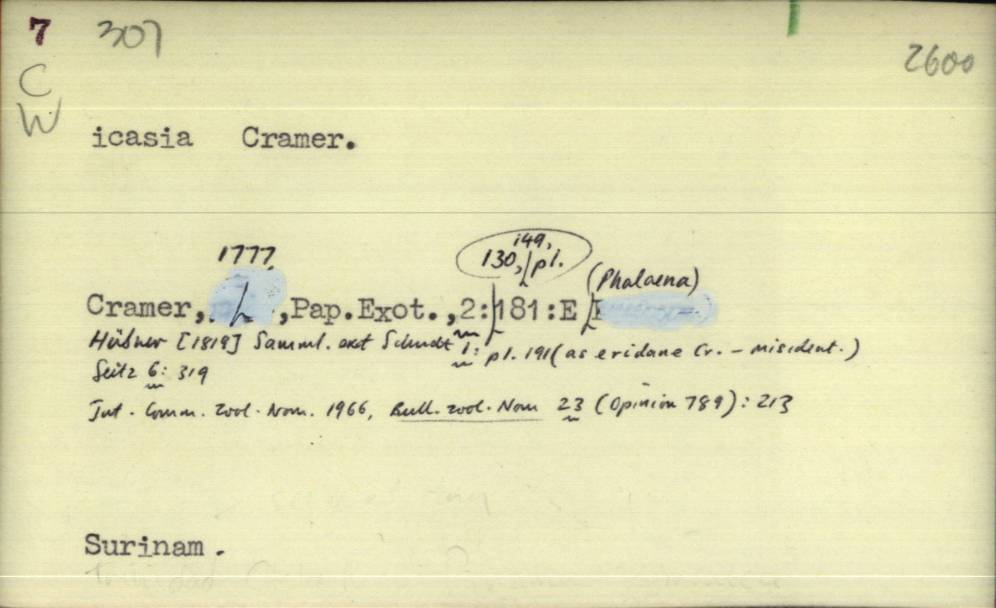 7 307
2600
C
W
icasia Cramer.
1777,
149,
130, pl.
(Phalaena)
Cramer, ,Pap.Exot.,2:181:E
Hübner [1819] Samml. exot Schmett 1: pl. 191 (as eridane Cr. - misident.)
Seitz 6: 319
Int. Comm. Zool. Nom. 1966, Bull. zool. Nom 23 (Opinion 789): 213
Surinam.